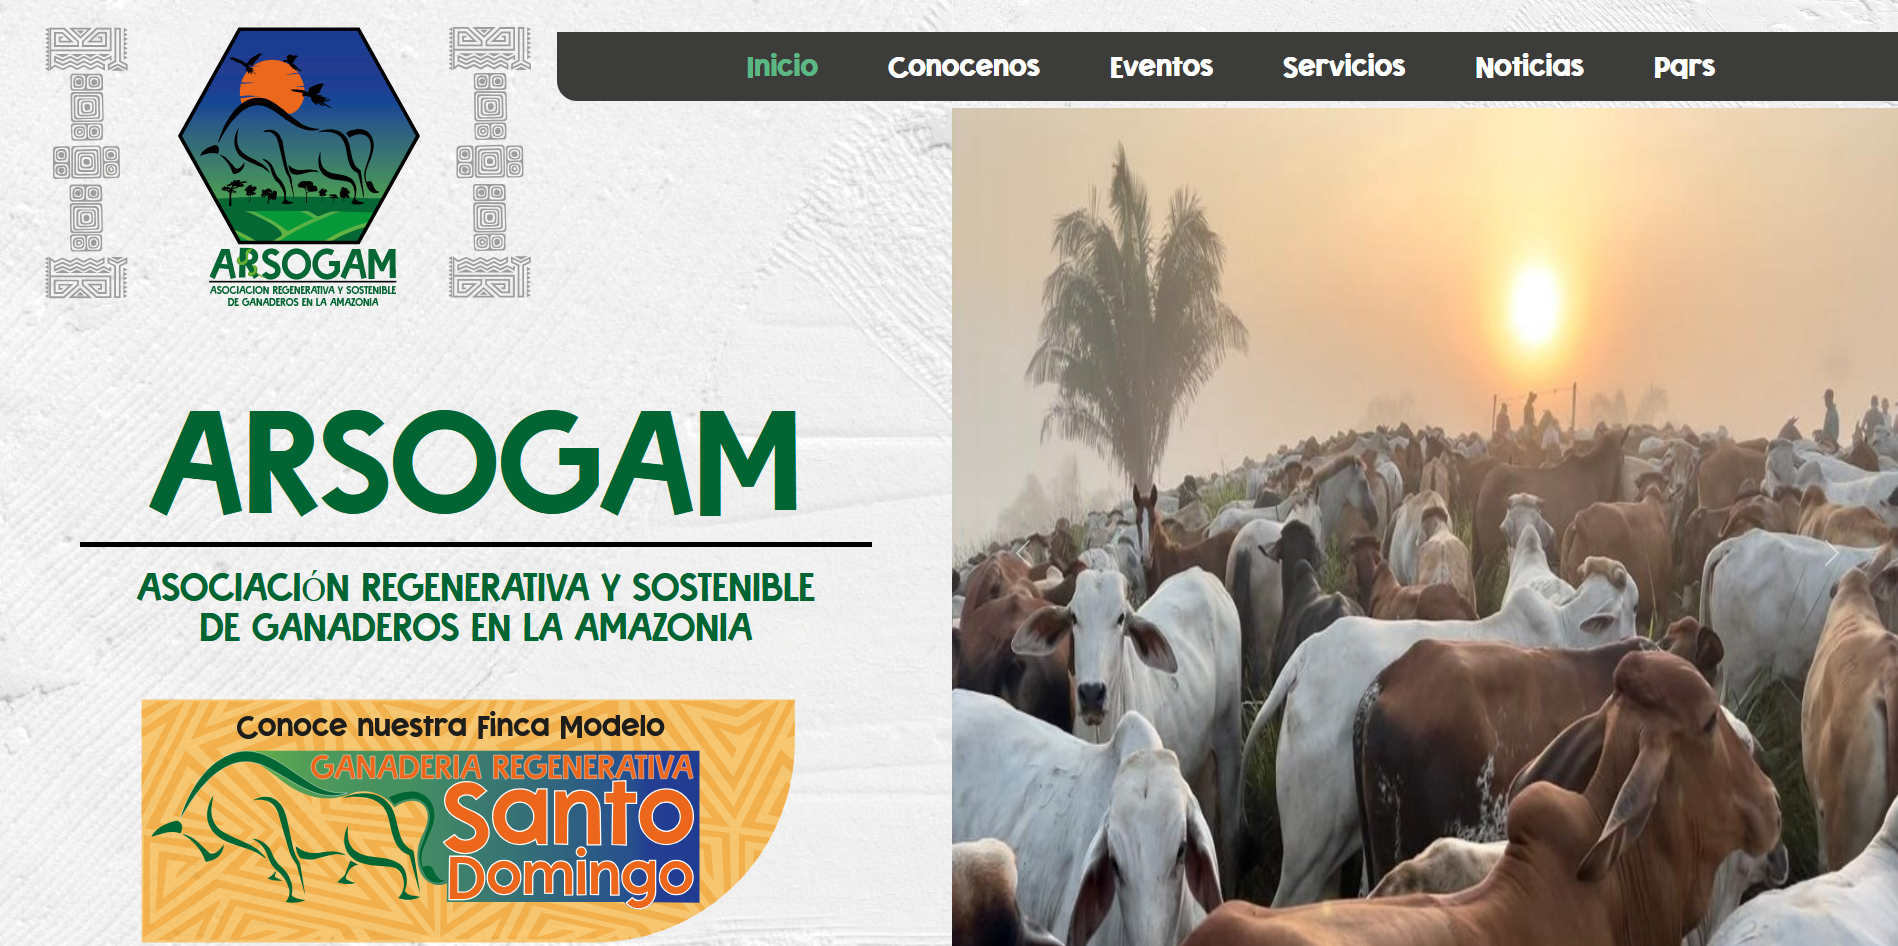 Inicio
Conocenos
Eventos
Servicios
Noticias
Pqrs
ARSOGAM
ASOCIACION REGENERATIVA Y SOSTENIBLE
DE GANADEROS EN LA AMAZONIA
ARSOGAM
ASOCIACIÓN REGENERATIVA Y SOSTENIBLE
DE GANADEROS EN LA AMAZONIA
Conoce nuestra Finca Modelo
GANADERIA REGENERATIVA
Santo
Domingo